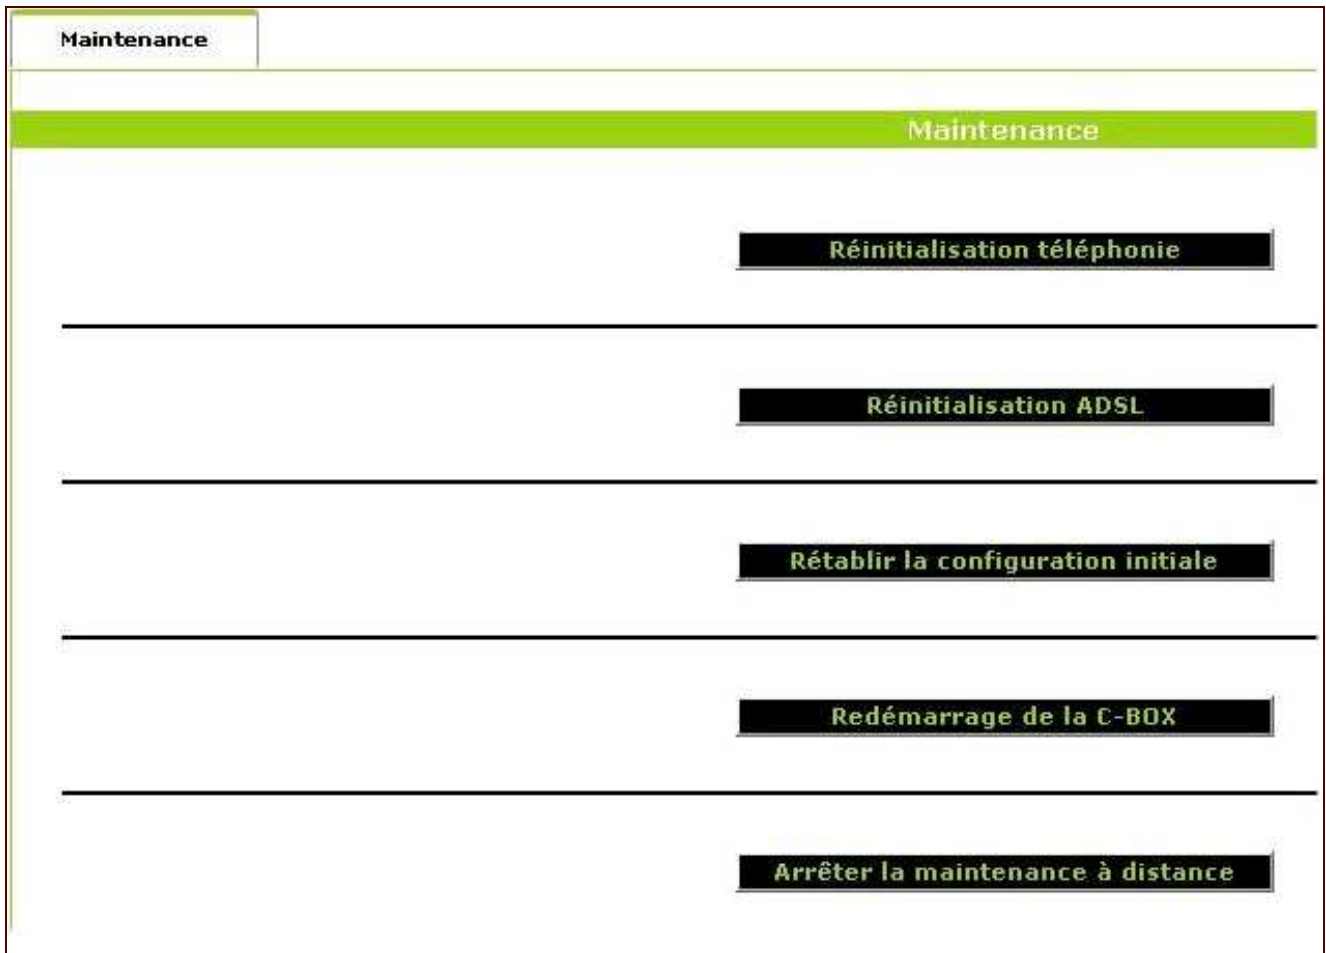 Maintenance
Maintenance
Réinitialisation téléphonie
Réinitialisation ADSL
Rétablir la configuration initiale
Redémarrage de la C-BOX
Arrêter la maintenance à distance